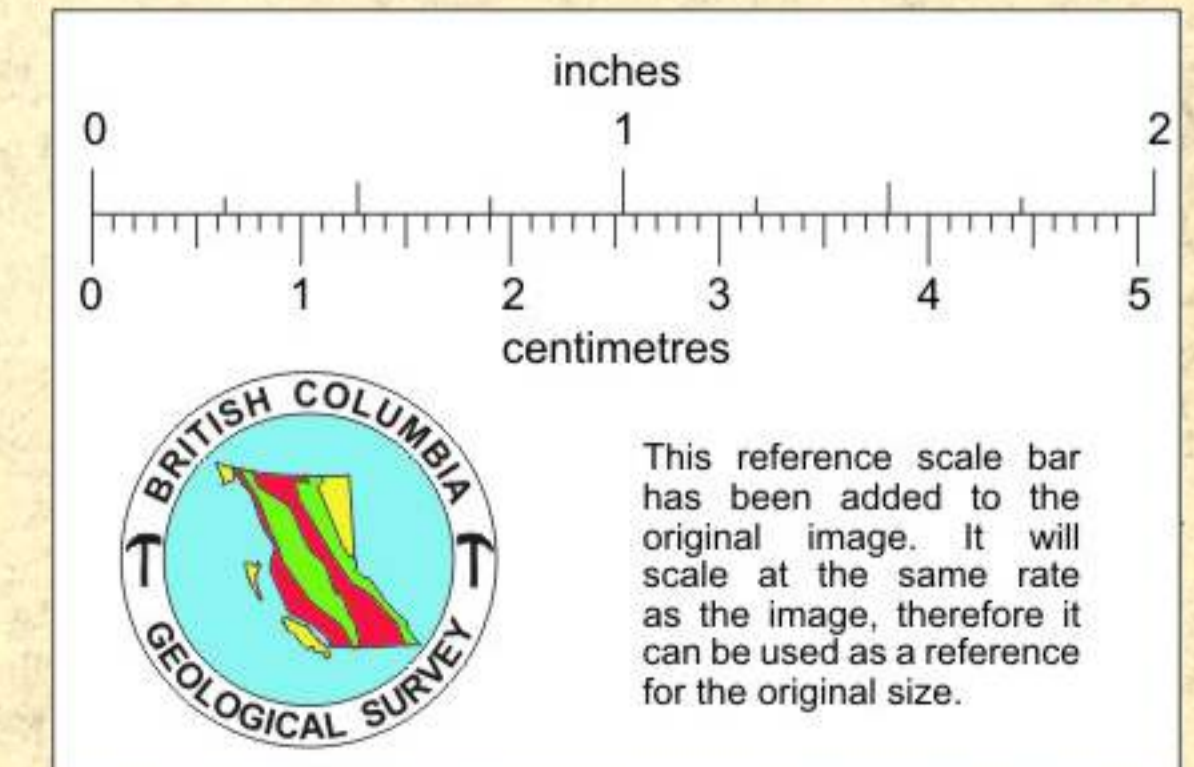 inches
0 1 2
0 1 2 3 4 5
centimetres
BRITISH COLUMBIA
GEOLOGICAL SURVEY
This reference scale bar
has been added to the
original image. It will
scale at the same rate
as the image, therefore it
can be used as a reference
for the original size.